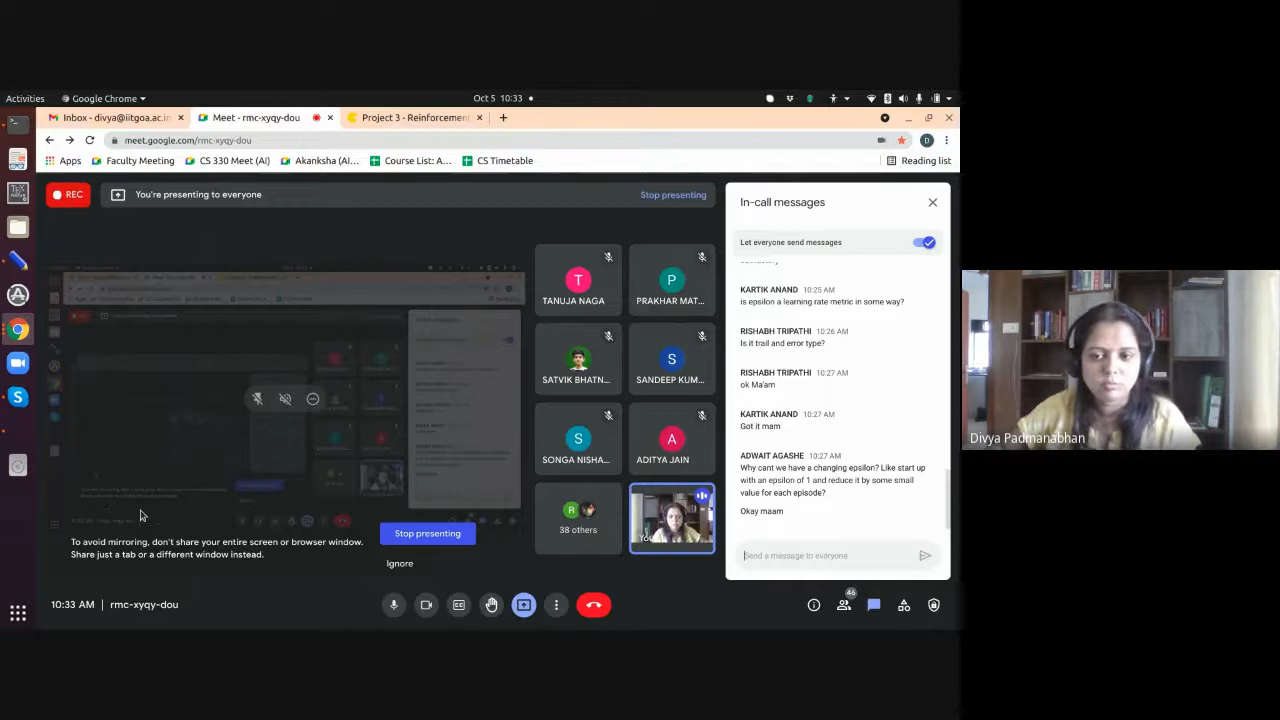 Activities
Google Chrome
Oct 5 10:33
Inbox - divya@iitgoa.ac.in
Meet - rmc-xyqy-dou
Project 3 - Reinforcement
meet.google.com/rmc-xyqy-dou
D
Apps
Faculty Meeting
CS 330 Meet (AI)
Akanksha (AI...
Course List: A...
CS Timetable
Reading list
REC
You're presenting to everyone
Stop presenting
T
TANUJA NAGA
P
PRAKHAR MAT...
SATVIK BHATN...
S
SANDEEP KUM...
S
SONGA NISHA...
A
ADITYA JAIN
R
38 others
To avoid mirroring, don't share your entire screen or browser window.
Share just a tab or a different window instead.
Stop presenting
Ignore
10:33 AM | rmc-xyqy-dou
46
In-call messages
Let everyone send messages
KARTIK ANAND 10:25 AM
is epsilon a learning rate metric in some way?
RISHABH TRIPATHI 10:26 AM
Is it trail and error type?
RISHABH TRIPATHI 10:27 AM
ok Ma'am
KARTIK ANAND 10:27 AM
Got it mam
ADWAIT AGASHE 10:27 AM
Why cant we have a changing epsilon? Like start up
with an epsilon of 1 and reduce it by some small
value for each episode?
Okay maam
Send a message to everyone
Divya Padmanabhan